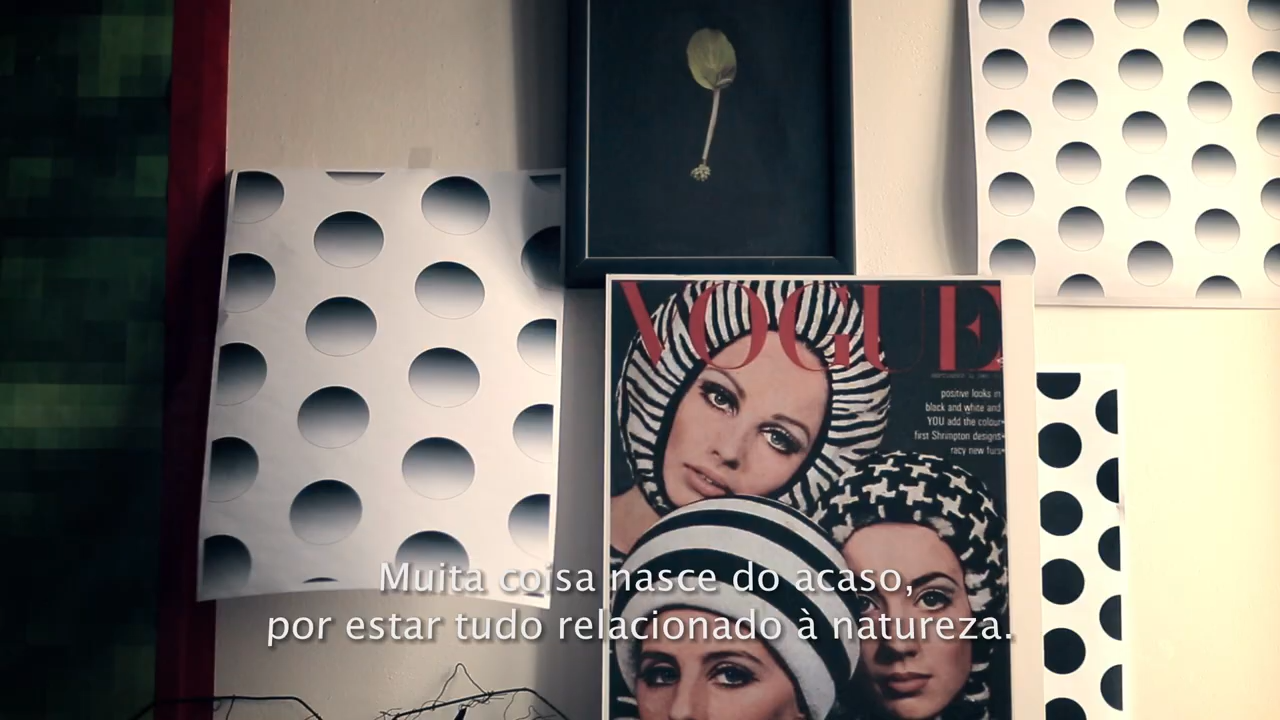 VOGUE
positive looks in
black and white and
YOU add the colour
first Shrimpton designs
racy new furs
Muita coisa nasce do acaso,
por estar tudo relacionado à natureza.